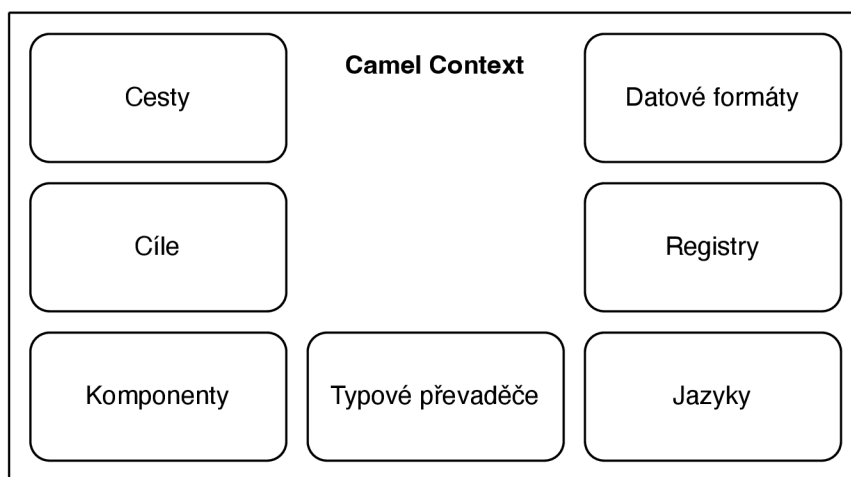 Camel Context
Cesty
Datové formáty
Cíle
Registry
Komponenty
Typové převaděče
Jazyky